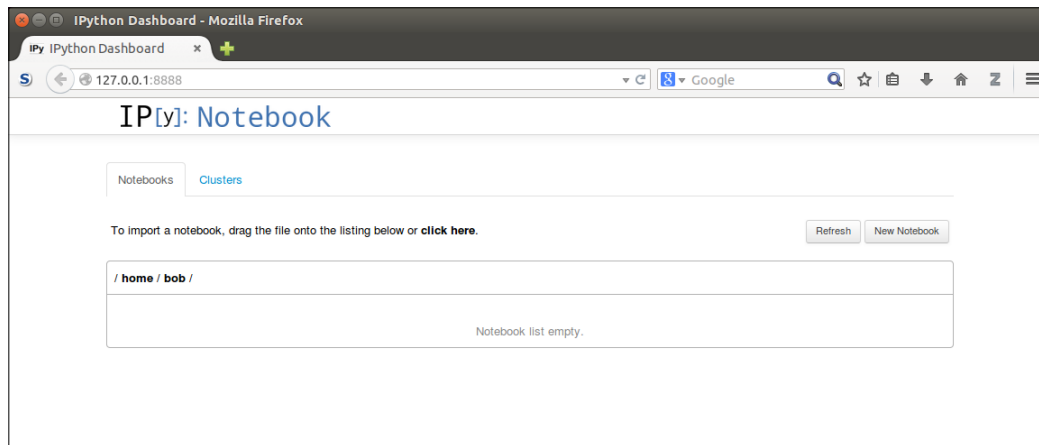 IPython Dashboard - Mozilla Firefox
IPy IPython Dashboard
S 127.0.0.1:8888 8 Google Z
IP[y]: Notebook
Notebooks Clusters
To import a notebook, drag the file onto the listing below or click here. Refresh New Notebook
/ home / bob /
Notebook list empty.